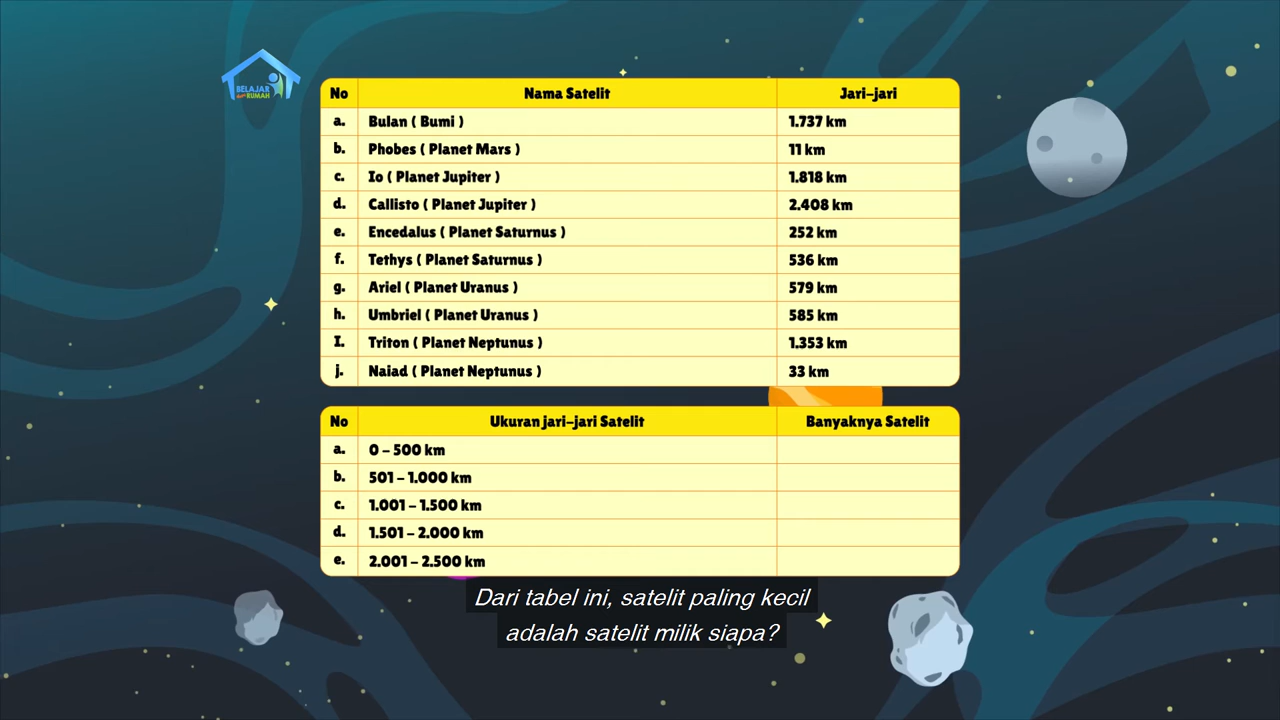 BELAJAR
dari RUMAH
No Nama Satelit Jari-jari
a. Bulan ( Bumi ) 1.737 km
b. Phobes ( Planet Mars ) 11 km
c. Io ( Planet Jupiter ) 1.818 km
d. Callisto ( Planet Jupiter ) 2.408 km
e. Encedalus ( Planet Saturnus ) 252 km
f. Tethys ( Planet Saturnus ) 536 km
g. Ariel ( Planet Uranus ) 579 km
h. Umbriel ( Planet Uranus ) 585 km
I. Triton ( Planet Neptunus ) 1.353 km
j. Naiad ( Planet Neptunus ) 33 km
No Ukuran jari-jari Satelit Banyaknya Satelit
a. 0 - 500 km
b. 501 - 1.000 km
c. 1.001 - 1.500 km
d. 1.501 - 2.000 km
e. 2.001 - 2.500 km
Dari tabel ini, satelit paling kecil
adalah satelit milik siapa?